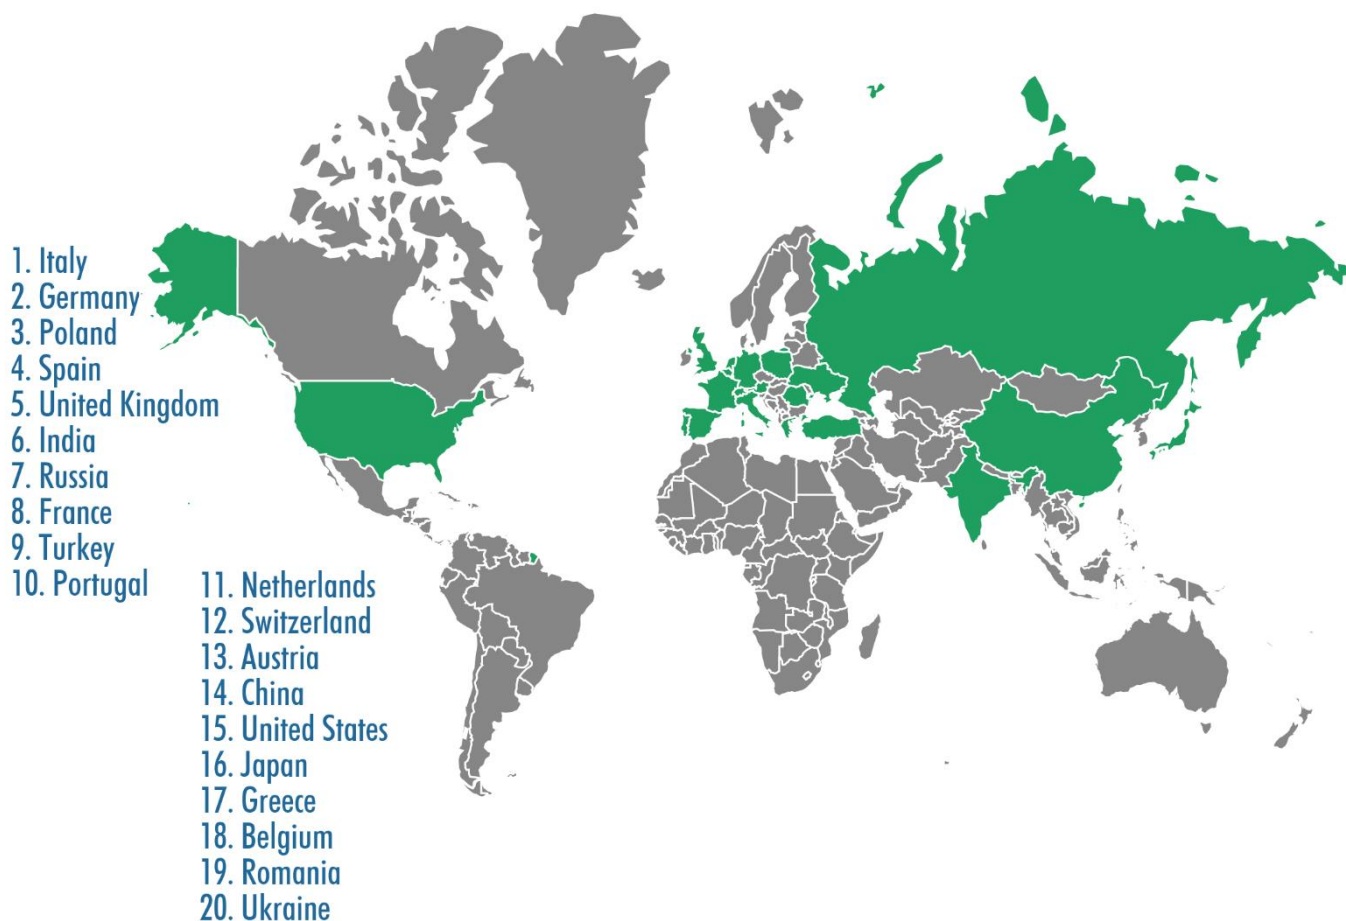 1. Italy
2. Germany
3. Poland
4. Spain
5. United Kingdom
6. India
7. Russia
8. France
9. Turkey
10. Portugal
11. Netherlands
12. Switzerland
13. Austria
14. China
15. United States
16. Japan
17. Greece
18. Belgium
19. Romania
20. Ukraine